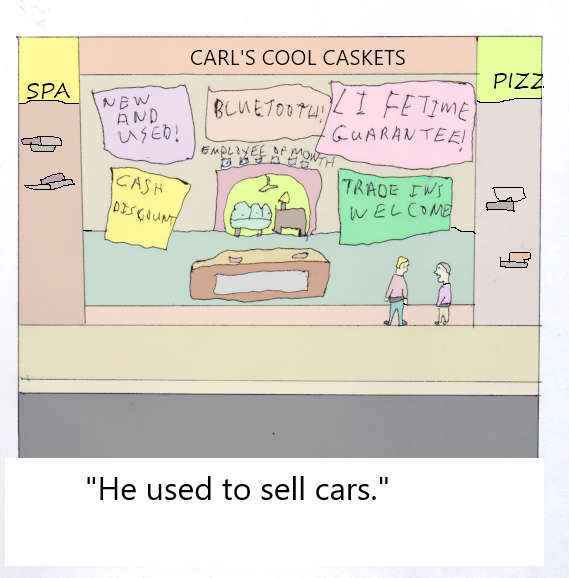 CARL'S COOL CASKETS
SPA
PIZZ
NEW
AND
USED!
BLUETOOTH!
LIFETIME
GUARANTEE!
EMPLOYEE OF MONTH
CASH
DISCOUNT
TRADE INS
WELCOME
"He used to sell cars."